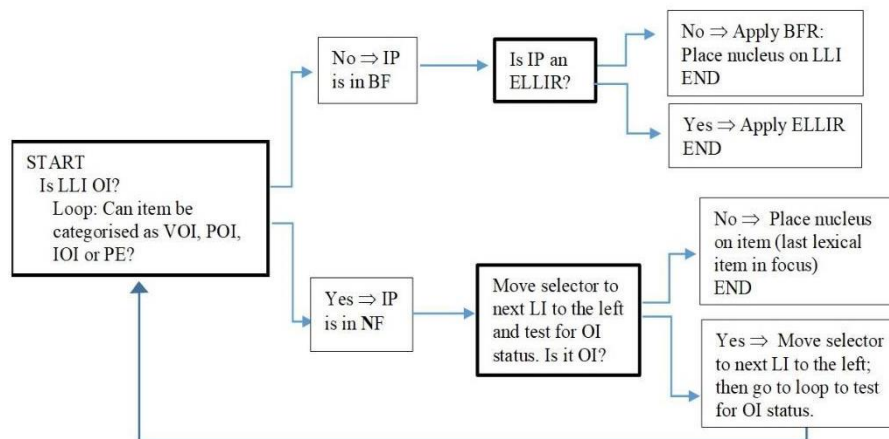 START
Is LLI OI?
Loop: Can item be
categorised as VOI, POI,
IOI or PE?
No ⇒ IP
is in BF
Is IP an
ELLIR?
No ⇒ Apply BFR:
Place nucleus on LLI
END
Yes ⇒ Apply ELLIR
END
Yes ⇒ IP
is in NF
Move selector to
next LI to the left
and test for OI
status. Is it OI?
No ⇒ Place nucleus
on item (last lexical
item in focus)
END
Yes ⇒ Move selector
to next LI to the left;
then go to loop to test
for OI status.